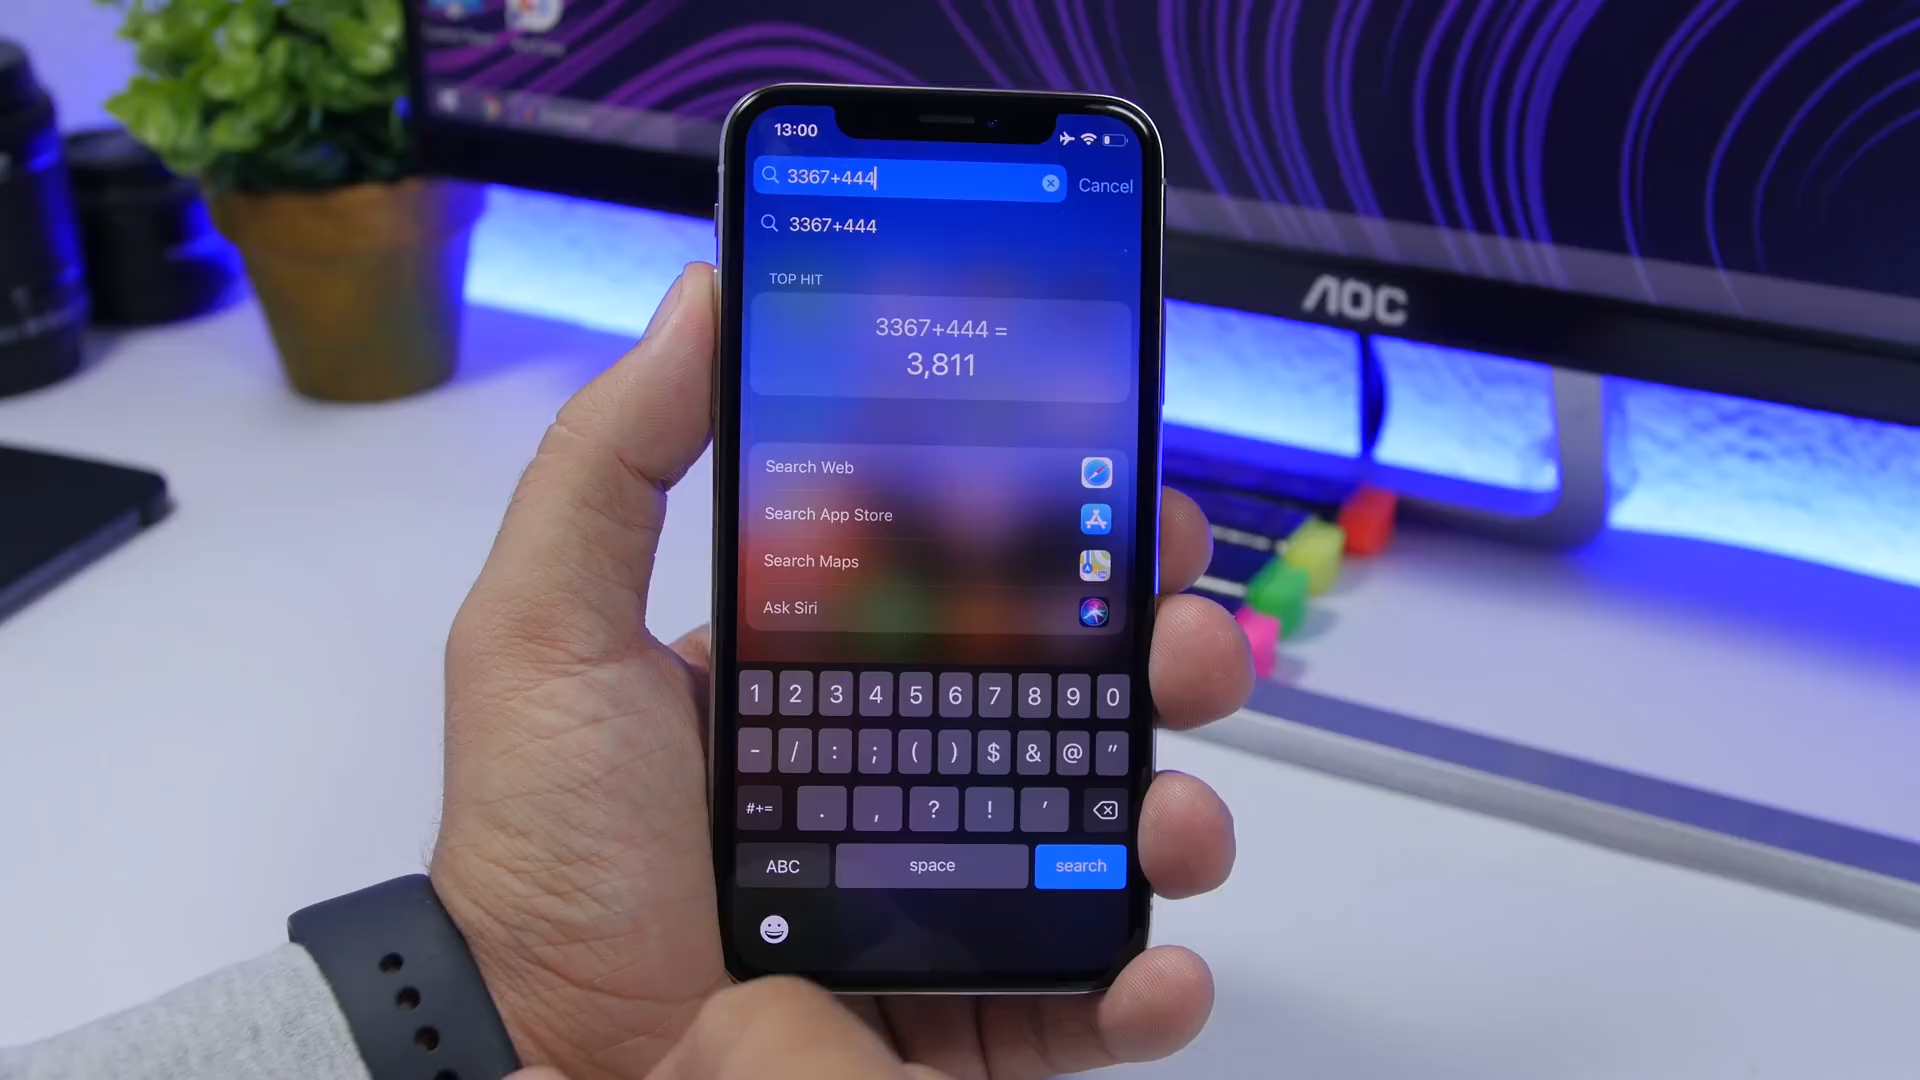 13:00
3367+444
Cancel
3367+444
TOP HIT
3367+444 =
3,811
Search Web
Search App Store
Search Maps
Ask Siri
1 2 3 4 5 6 7 8 9 0
- / : ; ( ) $ & @ "
#+= . , ? ! '
ABC space search
AOC